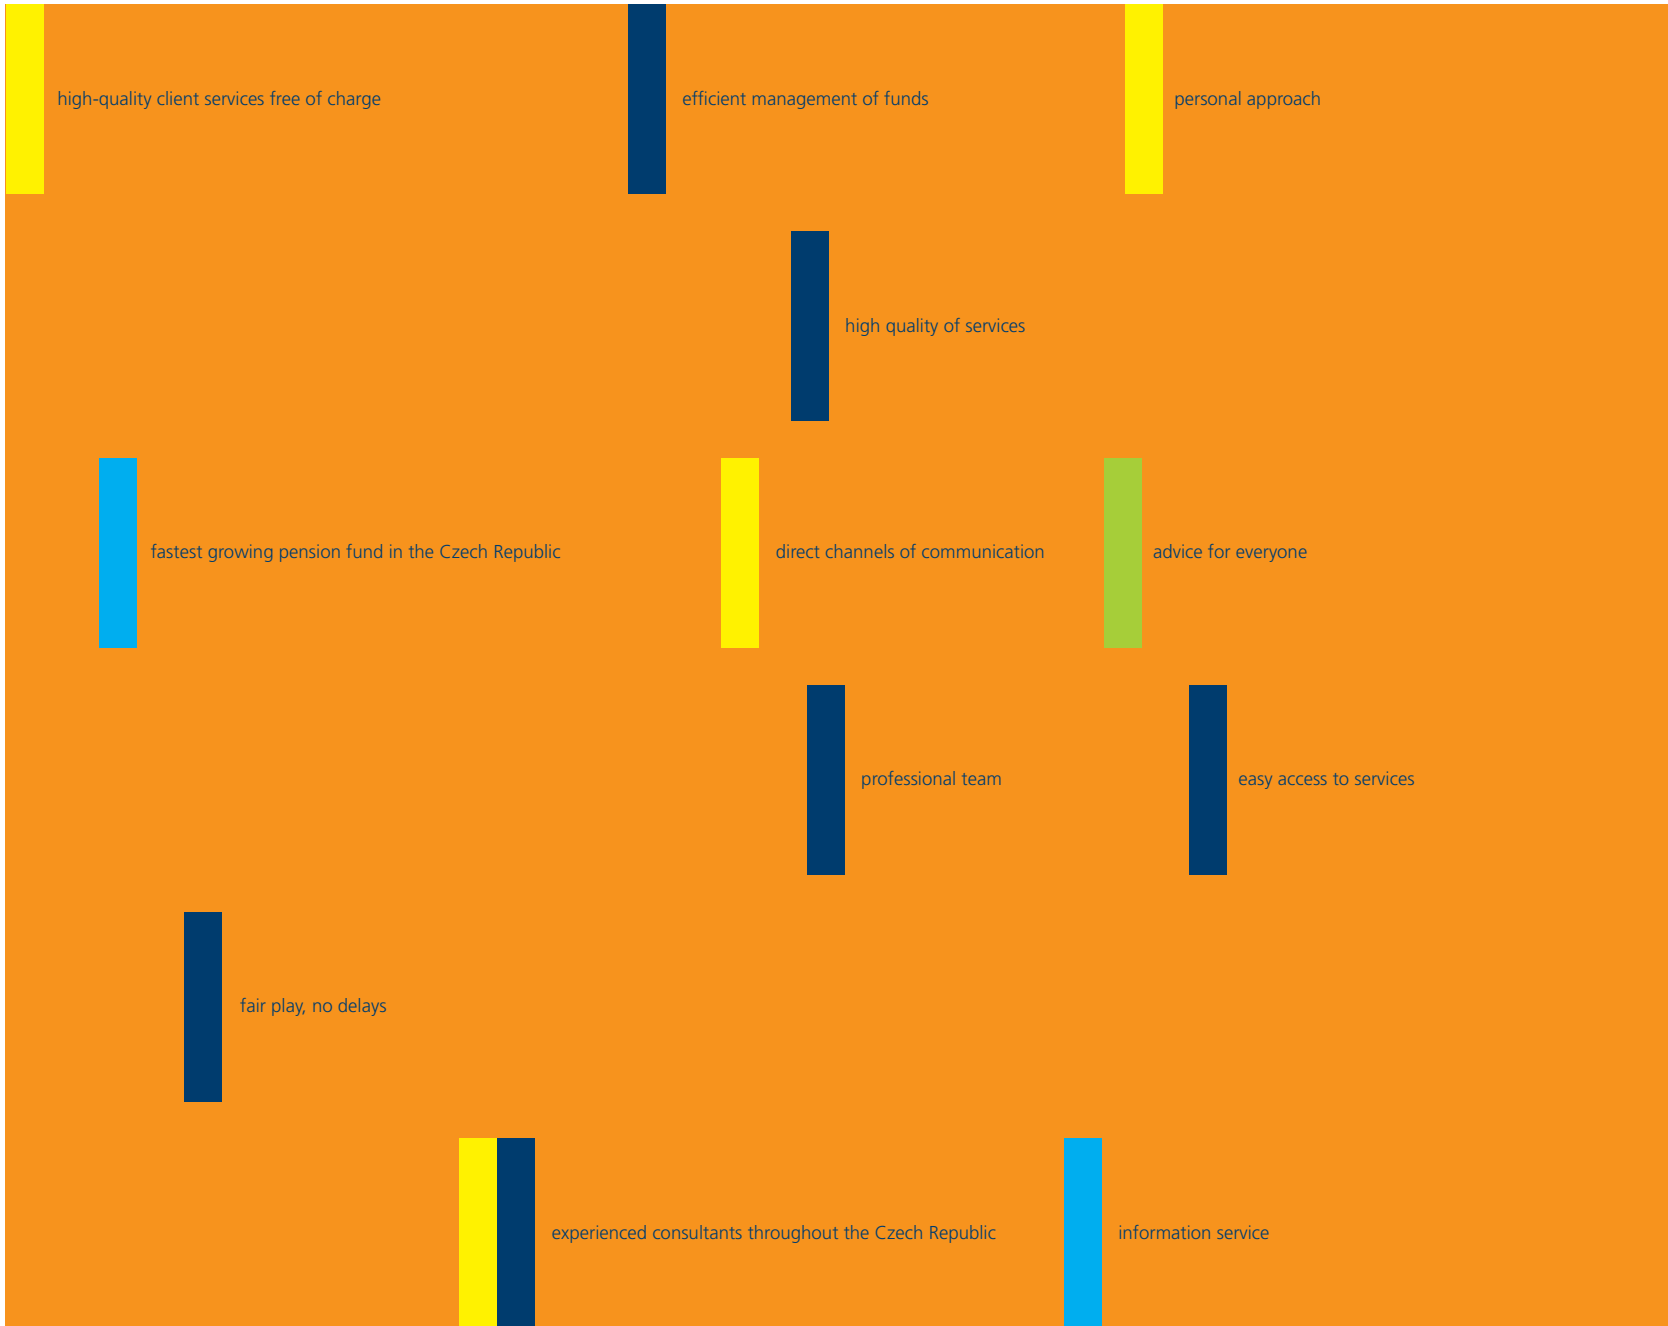 high-quality client services free of charge
efficient management of funds
personal approach
high quality of services
fastest growing pension fund in the Czech Republic
direct channels of communication
advice for everyone
professional team
easy access to services
fair play, no delays
experienced consultants throughout the Czech Republic
information service